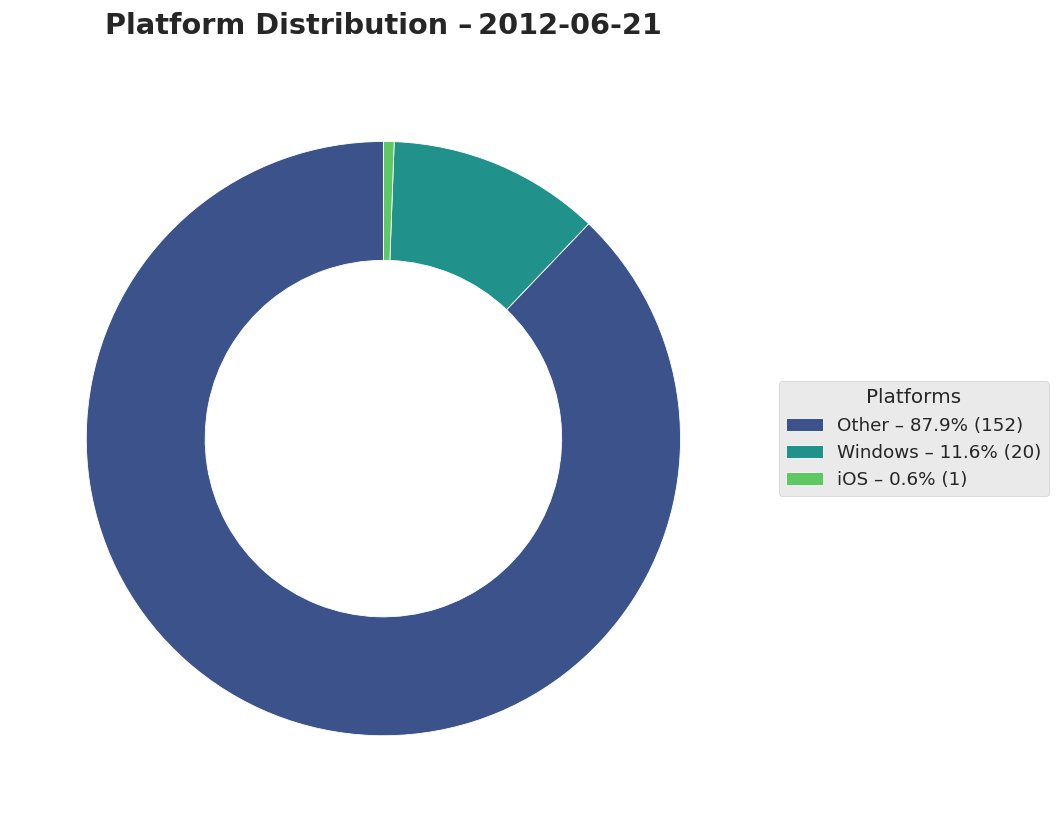 Platform Distribution – 2012-06-21
Platforms
Other – 87.9% (152)
Windows – 11.6% (20)
iOS – 0.6% (1)